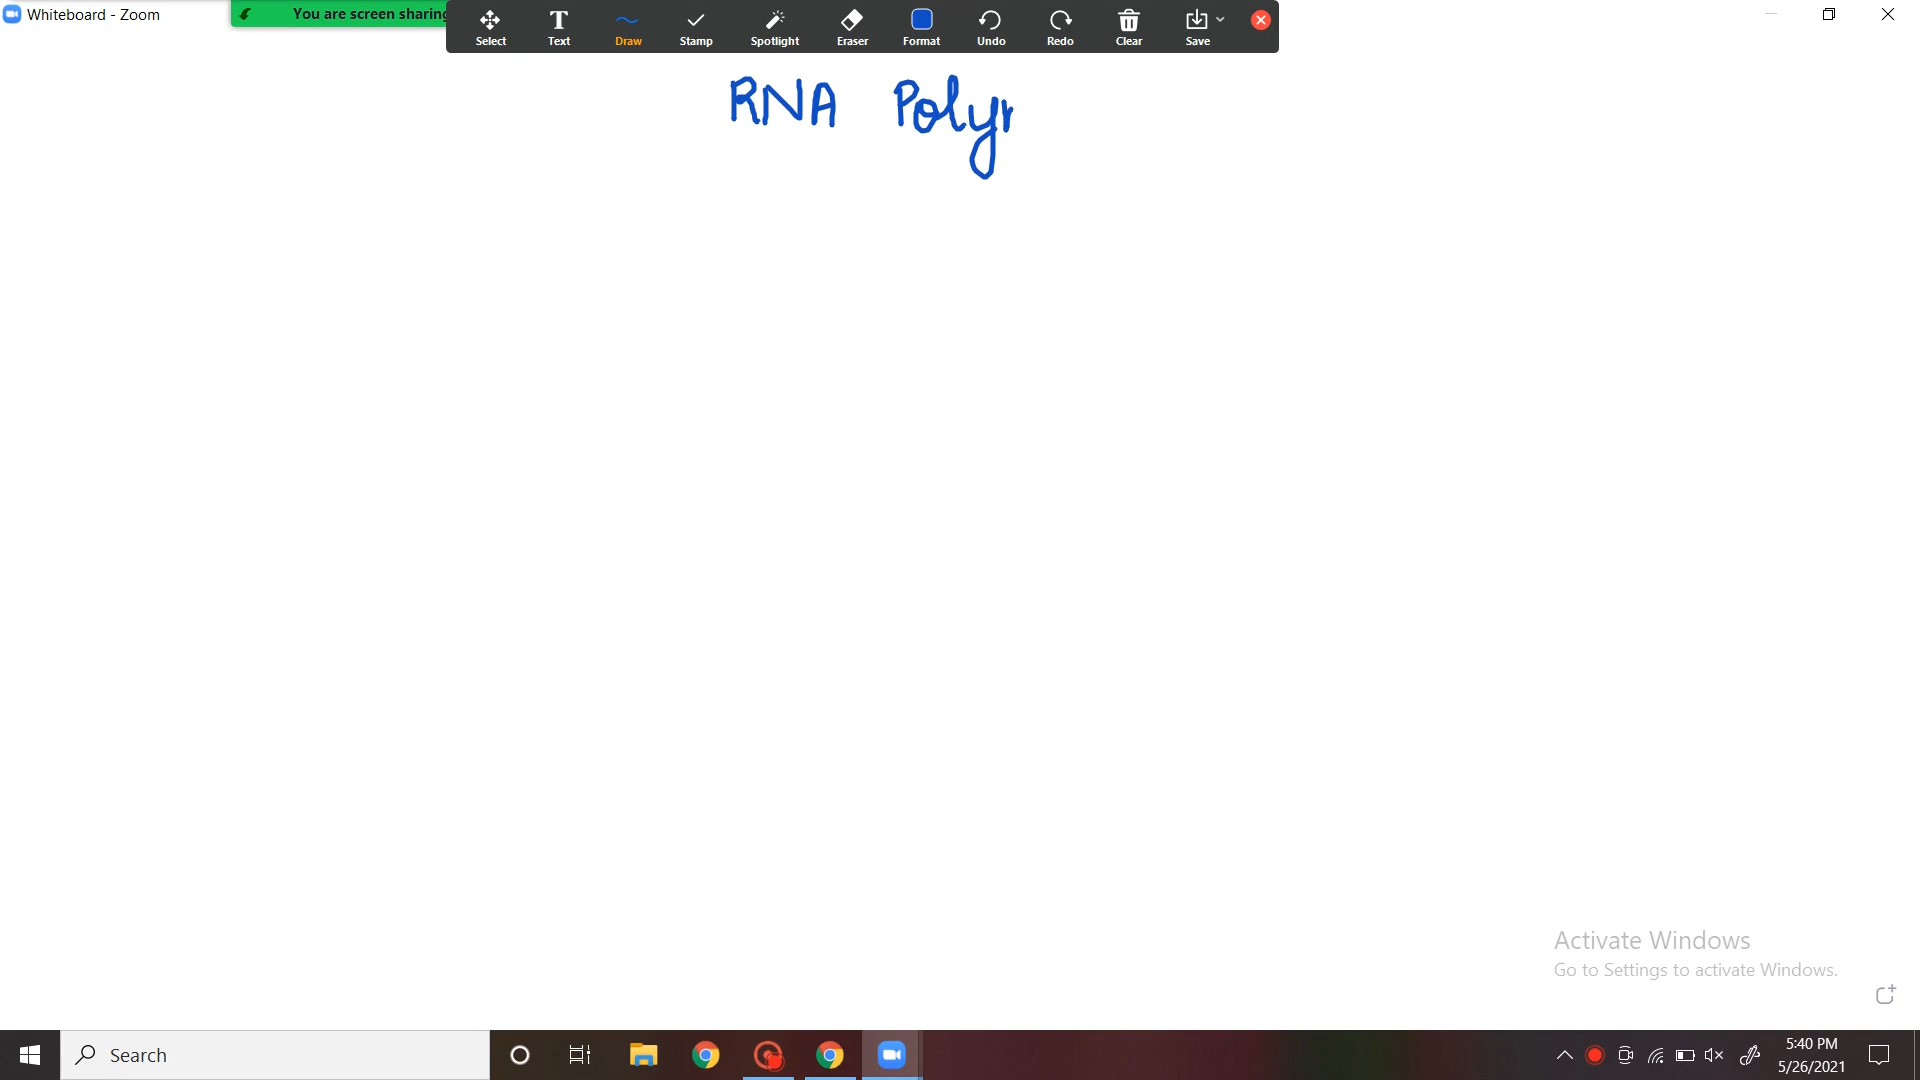 Whiteboard - Zoom
You are screen sharing
Select Text Draw Stamp Spotlight Eraser Format Undo Redo Clear Save
RNA Poly
Activate Windows
Go to Settings to activate Windows.
Search
5:40 PM
5/26/2021